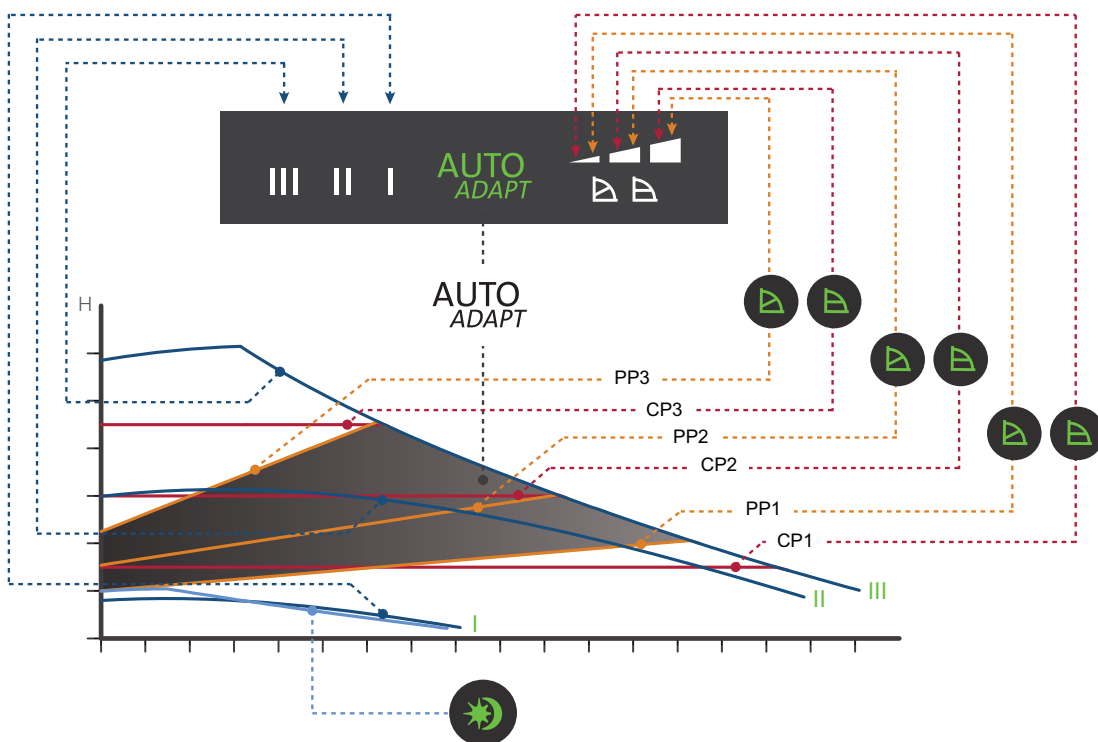 III II I AUTO
ADAPT
H
AUTO
ADAPT
PP3
CP3
PP2
CP2
PP1
CP1
III
II
I